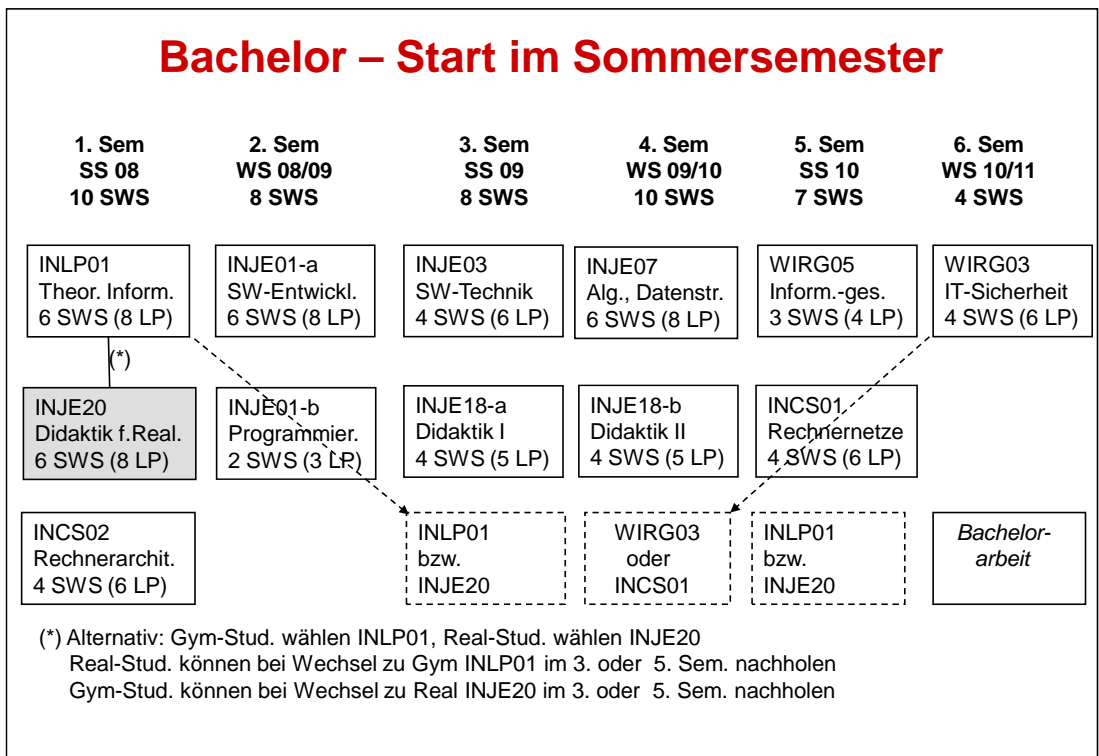 Bachelor – Start im Sommersemester
1. Sem
SS 08
10 SWS
2. Sem
WS 08/09
8 SWS
3. Sem
SS 09
8 SWS
4. Sem
WS 09/10
10 SWS
5. Sem
SS 10
7 SWS
6. Sem
WS 10/11
4 SWS
INLP01
Theor. Inform.
6 SWS (8 LP)
INJE01-a
SW-Entwickl.
6 SWS (8 LP)
INJE03
SW-Technik
4 SWS (6 LP)
INJE07
Alg., Datenstr.
6 SWS (8 LP)
WIRG05
Inform.-ges.
3 SWS (4 LP)
WIRG03
IT-Sicherheit
4 SWS (6 LP)
(*)
INJE20
Didaktik f.Real.
6 SWS (8 LP)
INJE01-b
Programmier.
2 SWS (3 LP)
INJE18-a
Didaktik I
4 SWS (5 LP)
INJE18-b
Didaktik II
4 SWS (5 LP)
INCS01
Rechnernetze
4 SWS (6 LP)
INCS02
Rechnerarchit.
4 SWS (6 LP)
INLP01
bzw.
INJE20
WIRG03
oder
INCS01
INLP01
bzw.
INJE20
Bachelor-
arbeit
(*) Alternativ: Gym-Stud. wählen INLP01, Real-Stud. wählen INJE20
Real-Stud. können bei Wechsel zu Gym INLP01 im 3. oder 5. Sem. nachholen
Gym-Stud. können bei Wechsel zu Real INJE20 im 3. oder 5. Sem. nachholen